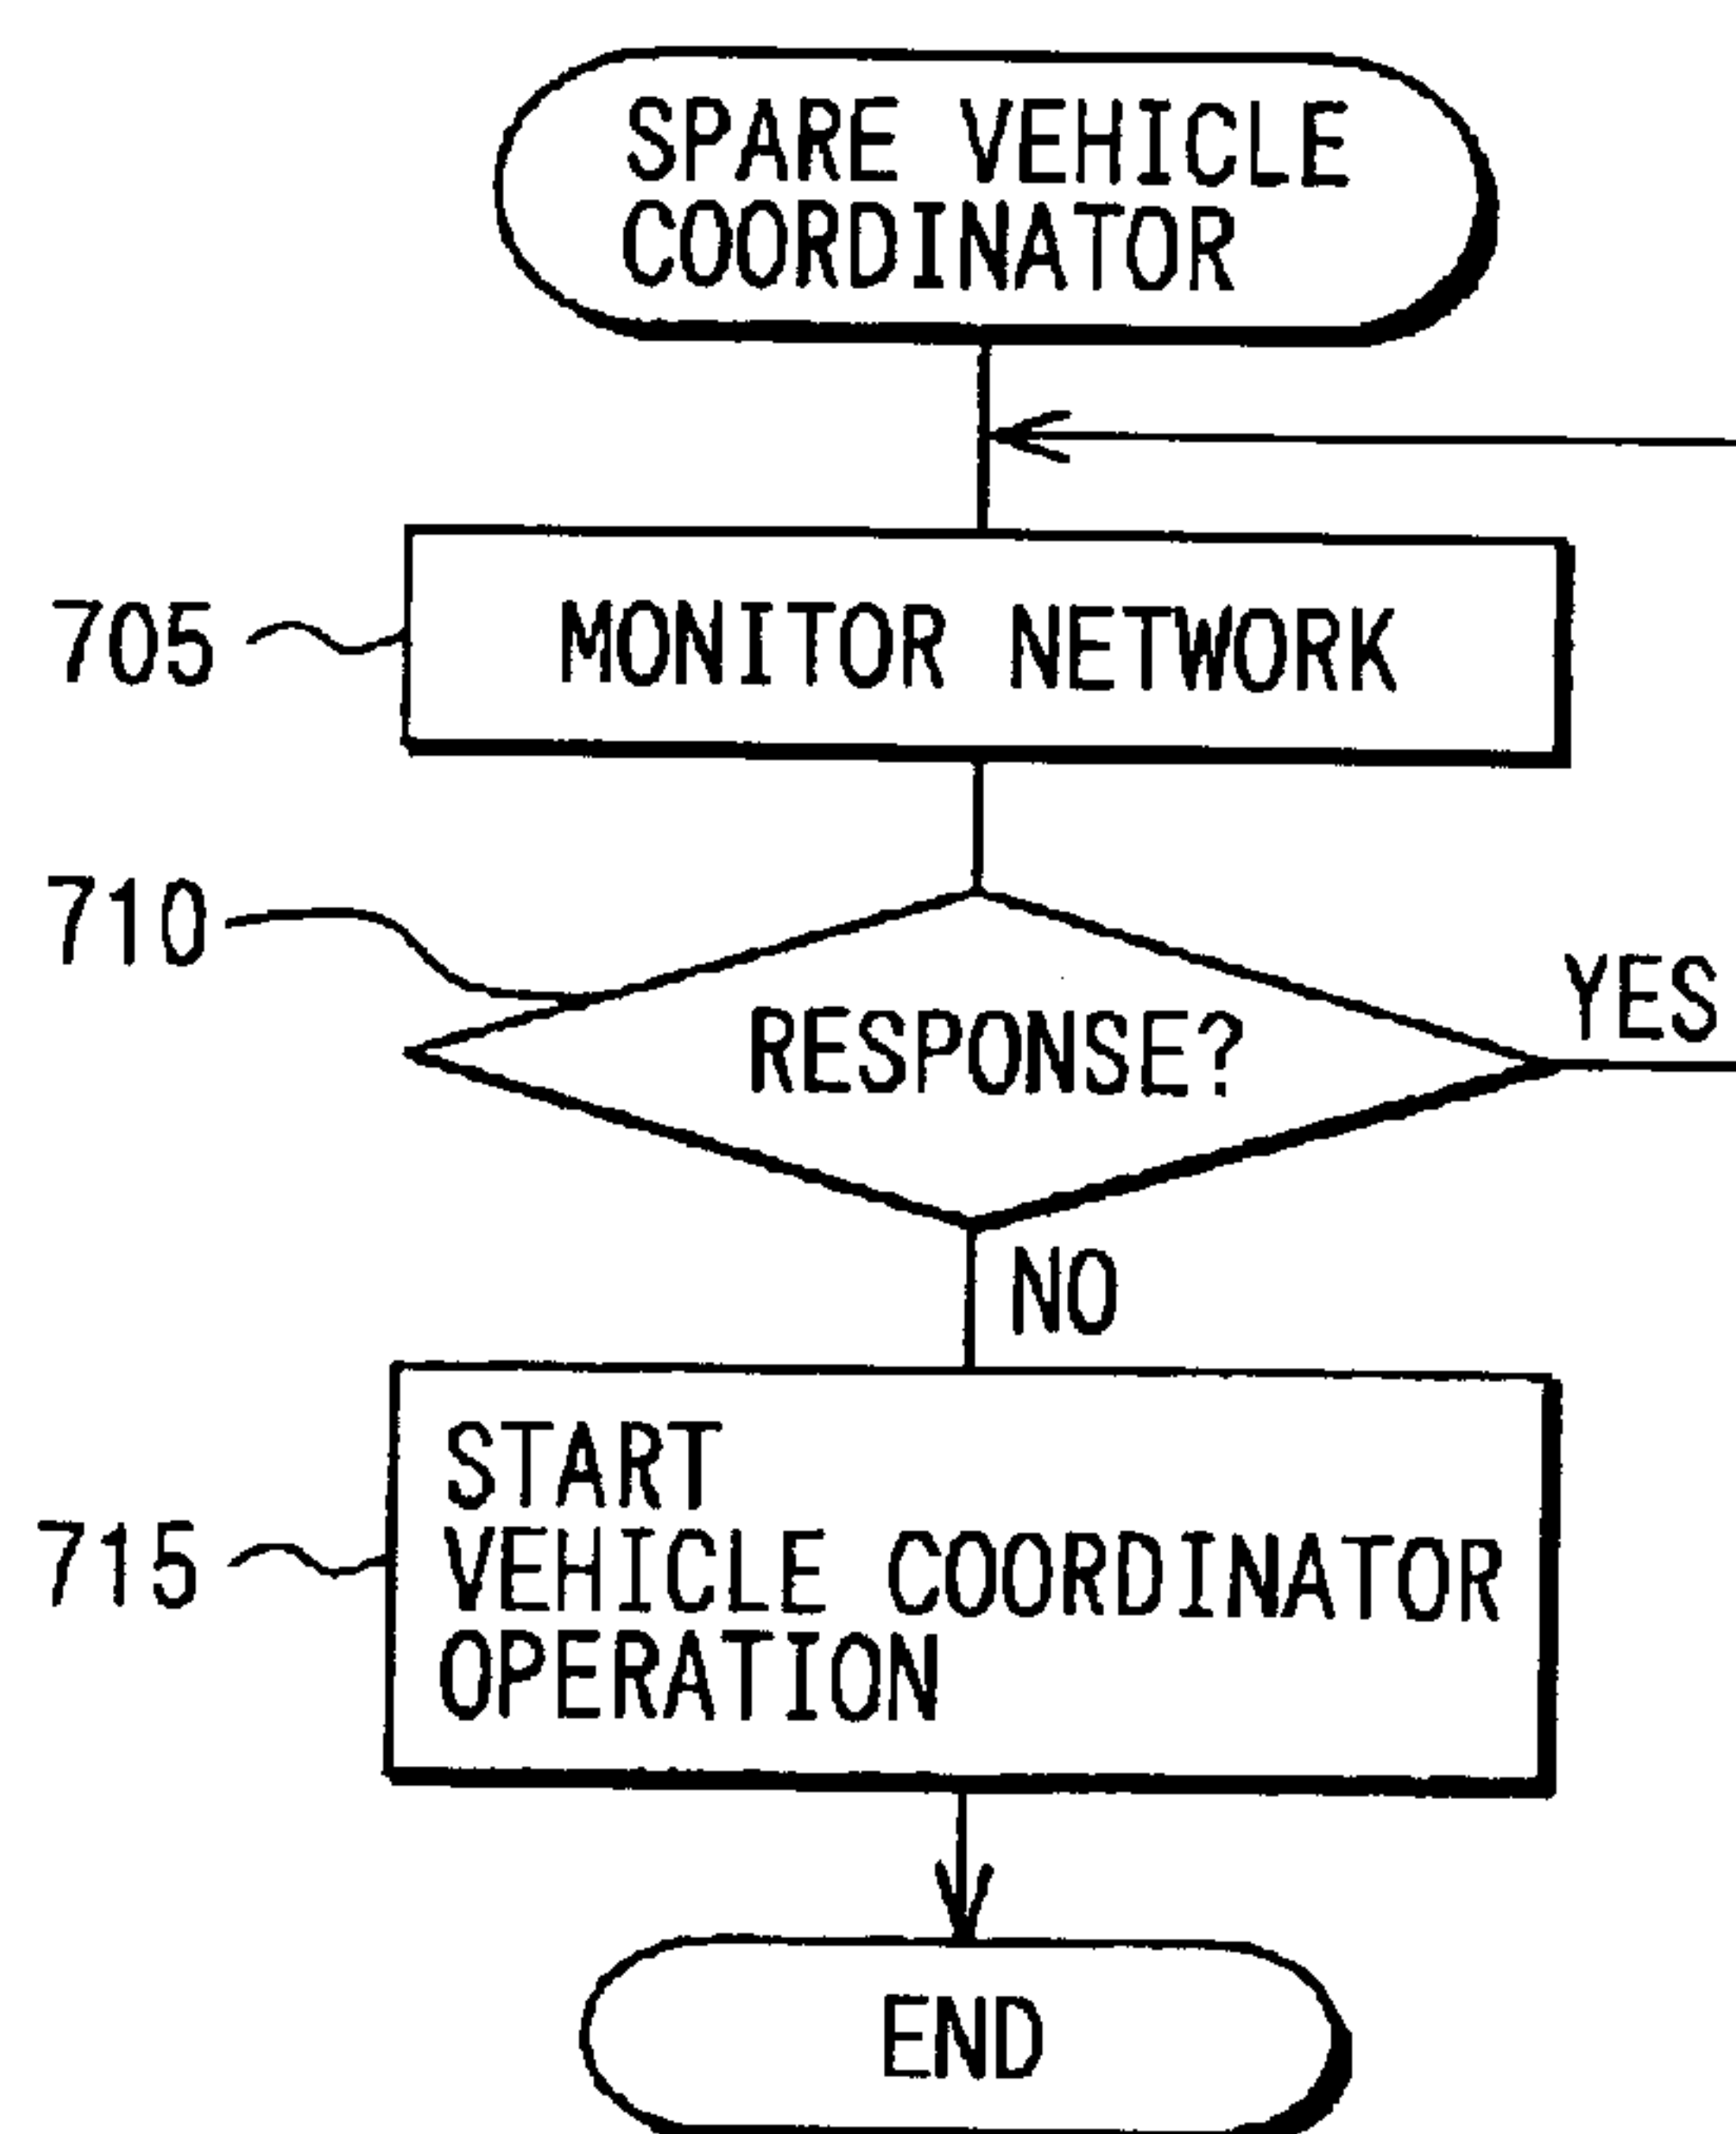 SPARE VEHICLE
COORDINATOR
705
MONITOR NETWORK
710
RESPONSE?
YES
NO
715
START
VEHICLE COORDINATOR
OPERATION
END